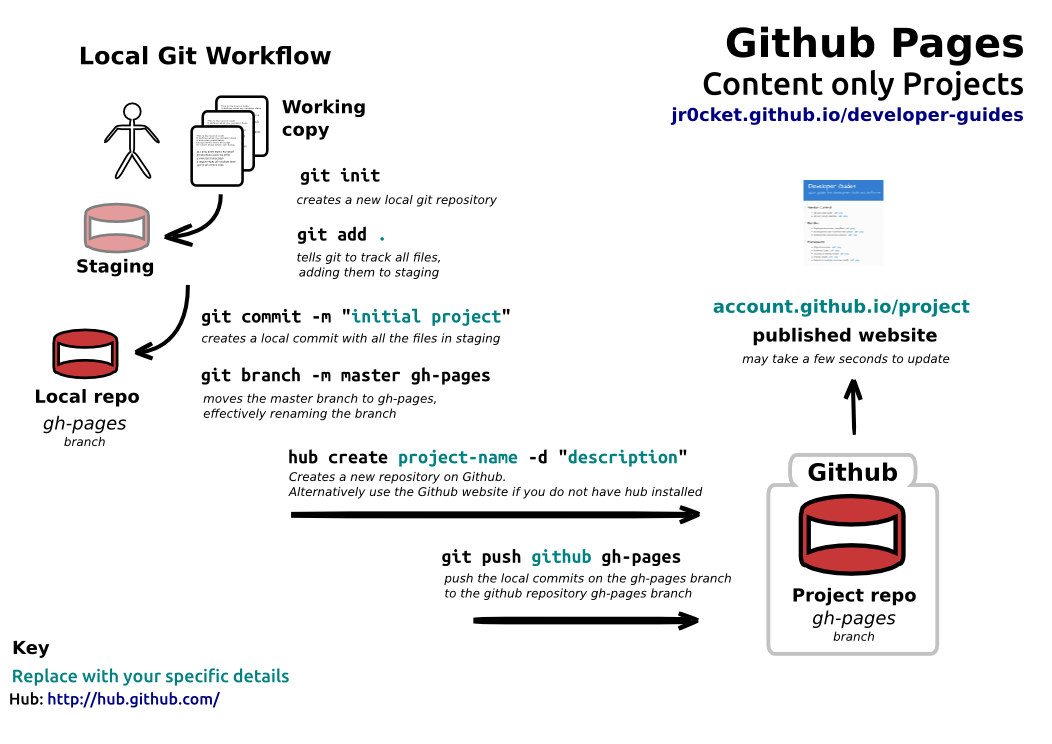 Local Git Workflow
Github Pages
Content only Projects
jr0cket.github.io/developer-guides
Working
copy
git init
creates a new local git repository
git add .
tells git to track all files,
adding them to staging
Staging
git commit -m "initial project"
creates a local commit with all the files in staging
git branch -m master gh-pages
moves the master branch to gh-pages,
effectively renaming the branch
Local repo
gh-pages
branch
hub create project-name -d "description"
Creates a new repository on Github.
Alternatively use the Github website if you do not have hub installed
git push github gh-pages
push the local commits on the gh-pages branch
to the github repository gh-pages branch
Developer Guides
account.github.io/project
published website
may take a few seconds to update
Github
Project repo
gh-pages
branch
Key
Replace with your specific details
Hub: http://hub.github.com/